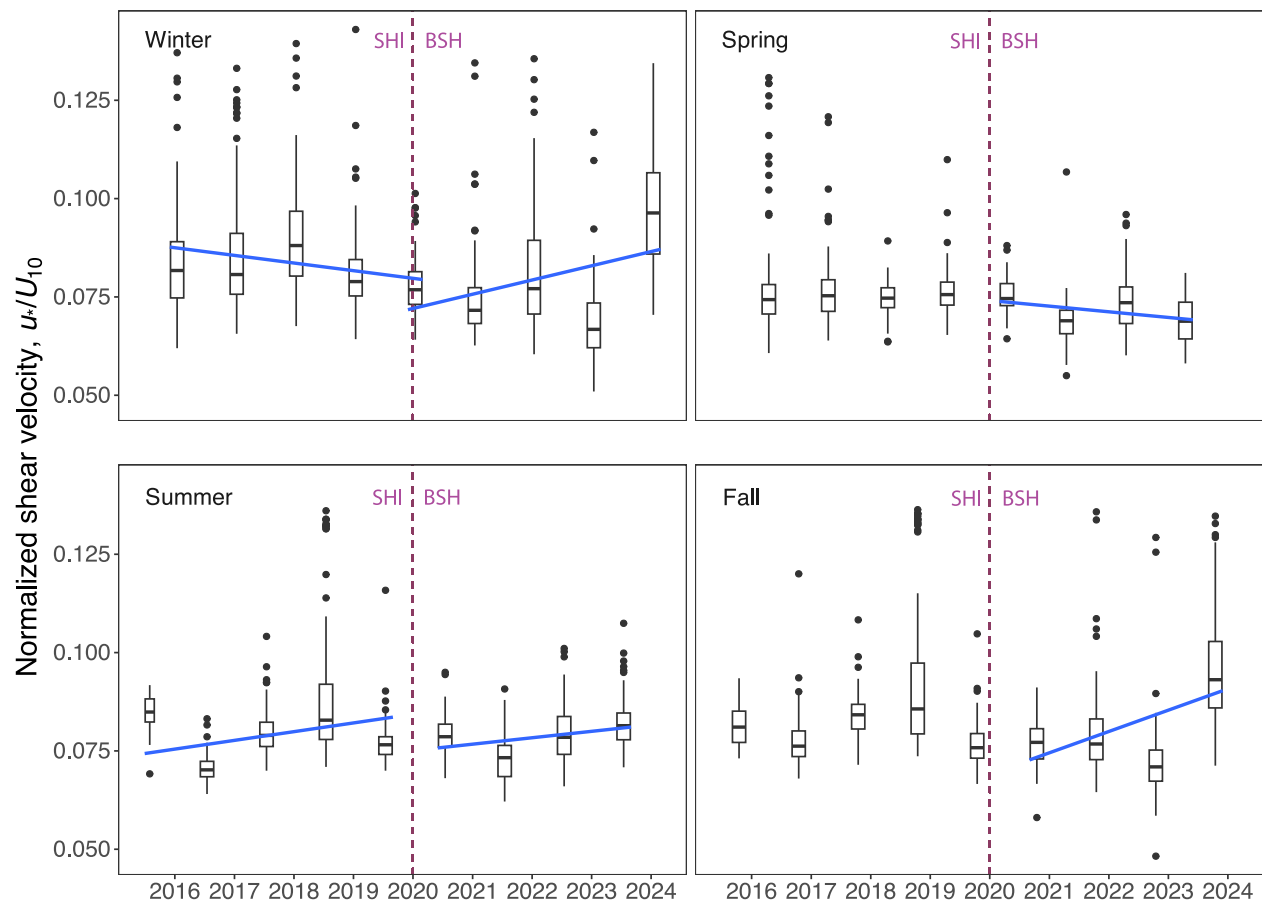 Winter SHI BSH
Spring SHI BSH
0.125
0.100
0.075
0.050
Normalized shear velocity, u*/U10
Summer SHI BSH
Fall SHI BSH
0.125
0.100
0.075
0.050
2016 2017 2018 2019 2020 2021 2022 2023 2024
2016 2017 2018 2019 2020 2021 2022 2023 2024